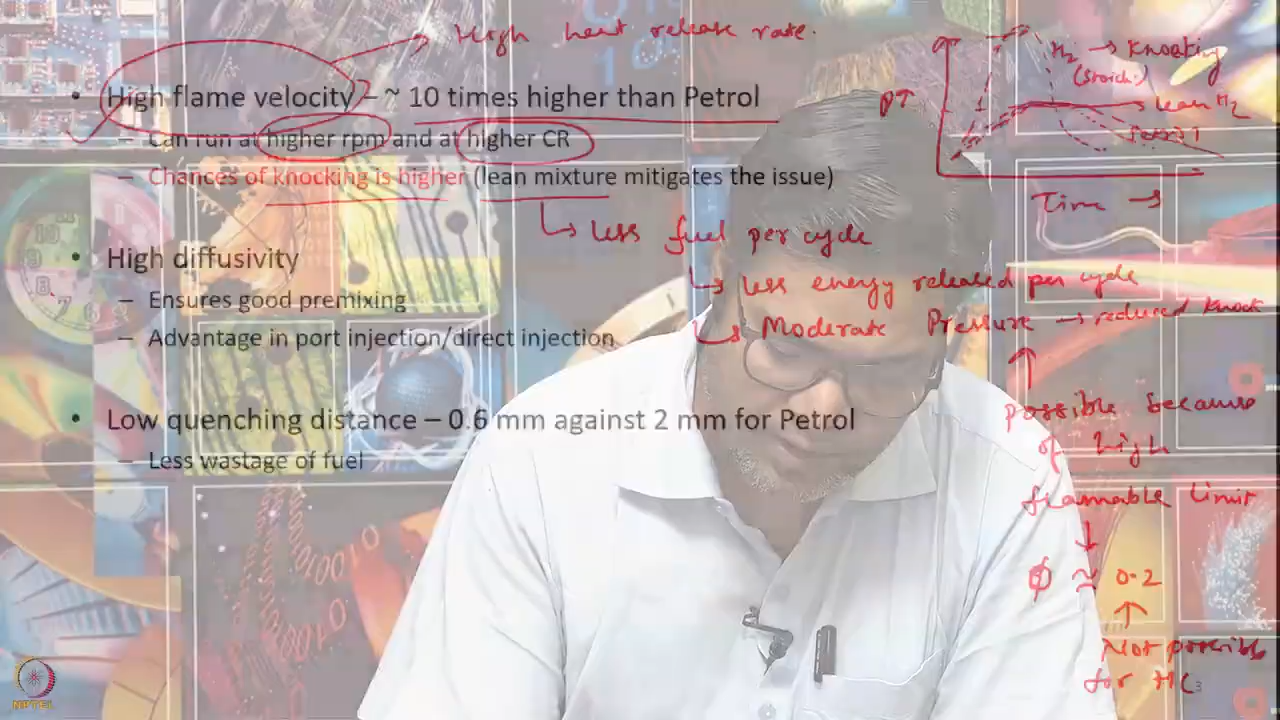 High heat release rate.
• High flame velocity – ~ 10 times higher than Petrol
– Can run at higher rpm and at higher CR
– Chances of knocking is higher (lean mixture mitigates the issue)
H₂ → Knocking
(Stoich.)
lean H₂
Petrol
Time →
↳ less fuel per cycle
↳ less energy released per cycle
↳ Moderate Pressure → reduced knock
↑
possible because
of high
flamable limit
↓
ϕ ≈ 0.2
↑
Not possible
for HC
• High diffusivity
– Ensures good premixing
– Advantage in port injection/direct injection
• Low quenching distance – 0.6 mm against 2 mm for Petrol
– Less wastage of fuel
NPTEL
3